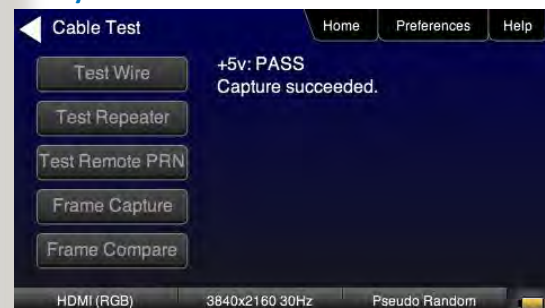 Cable Test
Home
Preferences
Help
Test Wire
Test Repeater
Test Remote PRN
Frame Capture
Frame Compare
+5v: PASS
Capture succeeded.
HDMI (RGB)
3840x2160 30Hz
Pseudo Random